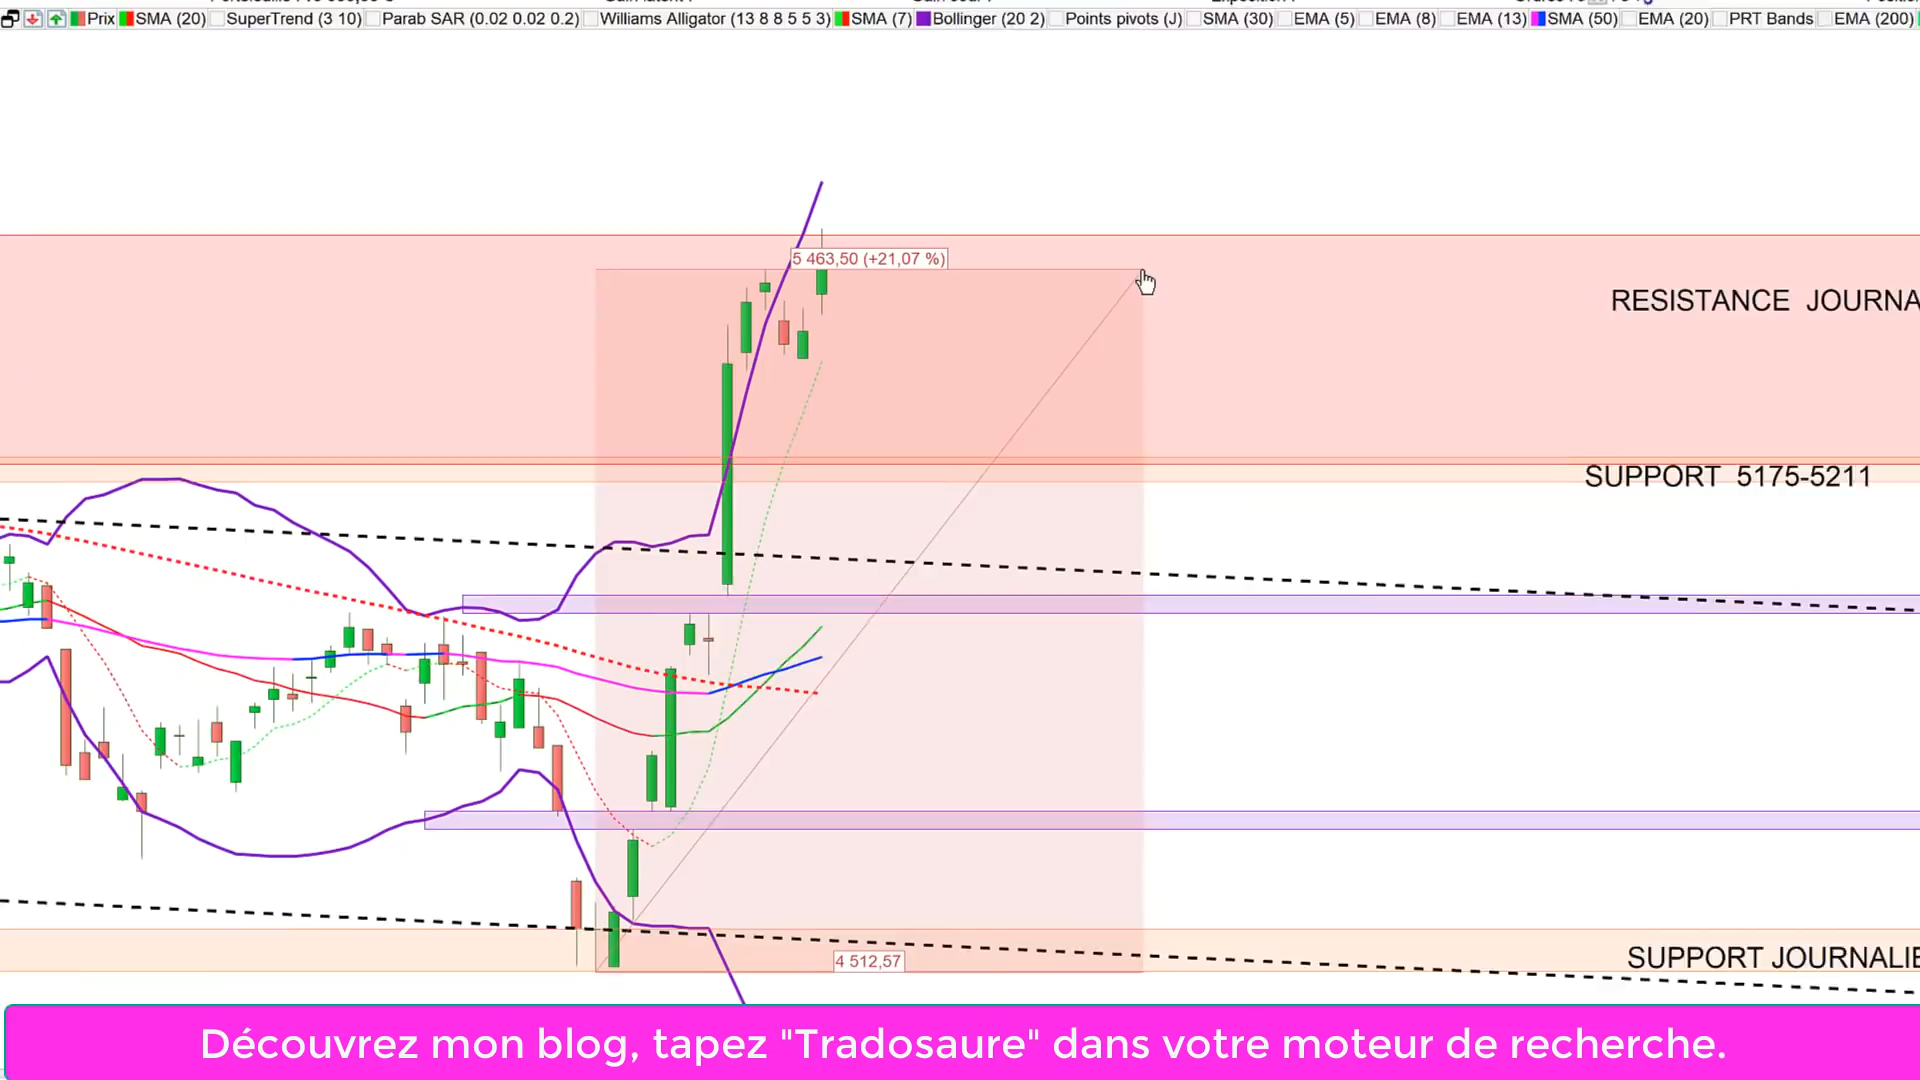 Prix SMA (20) SuperTrend (3 10) Parab SAR (0.02 0.02 0.2) Williams Alligator (13 8 8 5 5 3) SMA (7) Bollinger (20 2) Points pivots (J) SMA (30) EMA (5) EMA (8) EMA (13) SMA (50) EMA (20) PRT Bands EMA (200)
5 463,50 (+21,07 %)
RESISTANCE JOURNA
SUPPORT 5175-5211
SUPPORT JOURNALIE
4 512,57
Découvrez mon blog, tapez "Tradosaure" dans votre moteur de recherche.